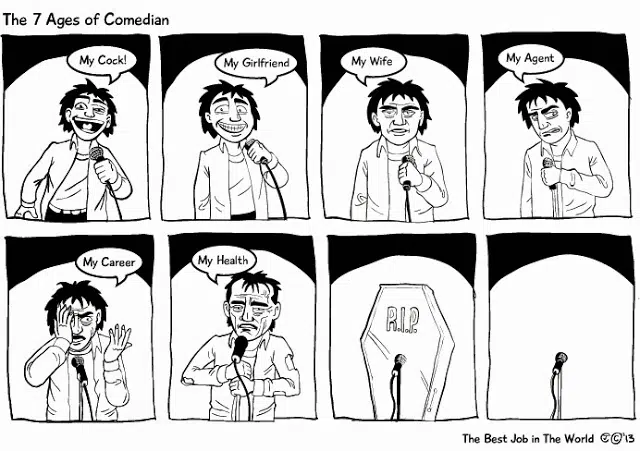 The 7 Ages of Comedian
My Cock!
My Girlfriend
My Wife
My Agent
My Career
My Health
R.I.P.
The Best Job in The World ©'13